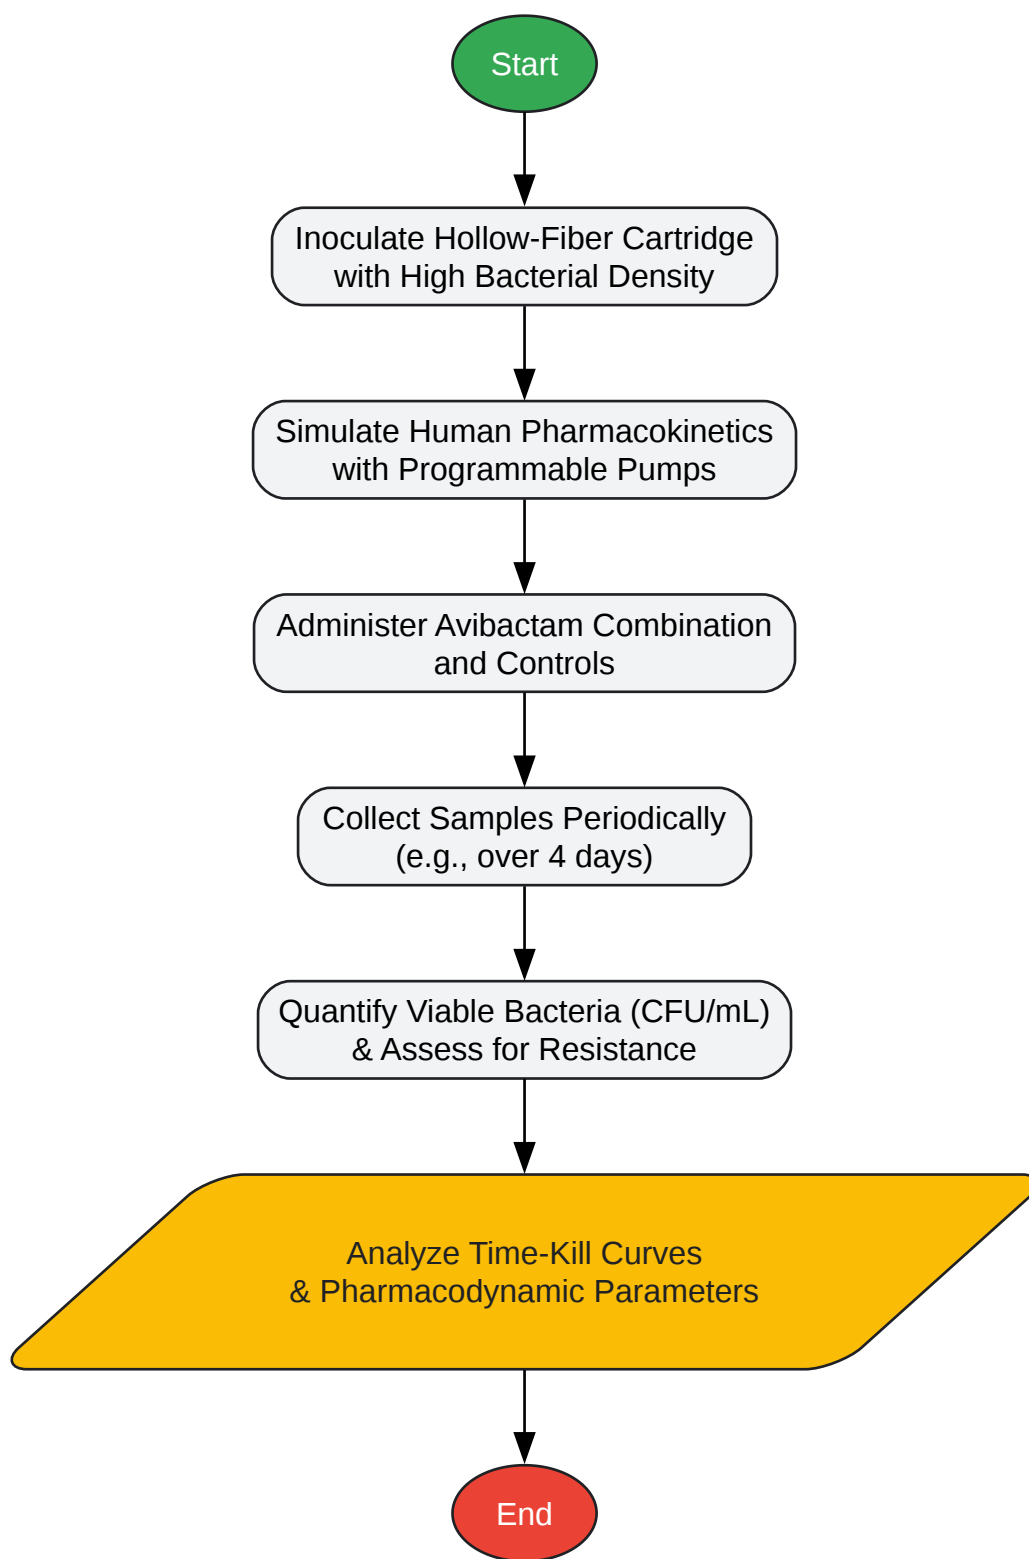 Start
Inoculate Hollow-Fiber Cartridge
with High Bacterial Density
Simulate Human Pharmacokinetics
with Programmable Pumps
Administer Avibactam Combination
and Controls
Collect Samples Periodically
(e.g., over 4 days)
Quantify Viable Bacteria (CFU/mL)
& Assess for Resistance
Analyze Time-Kill Curves
& Pharmacodynamic Parameters
End